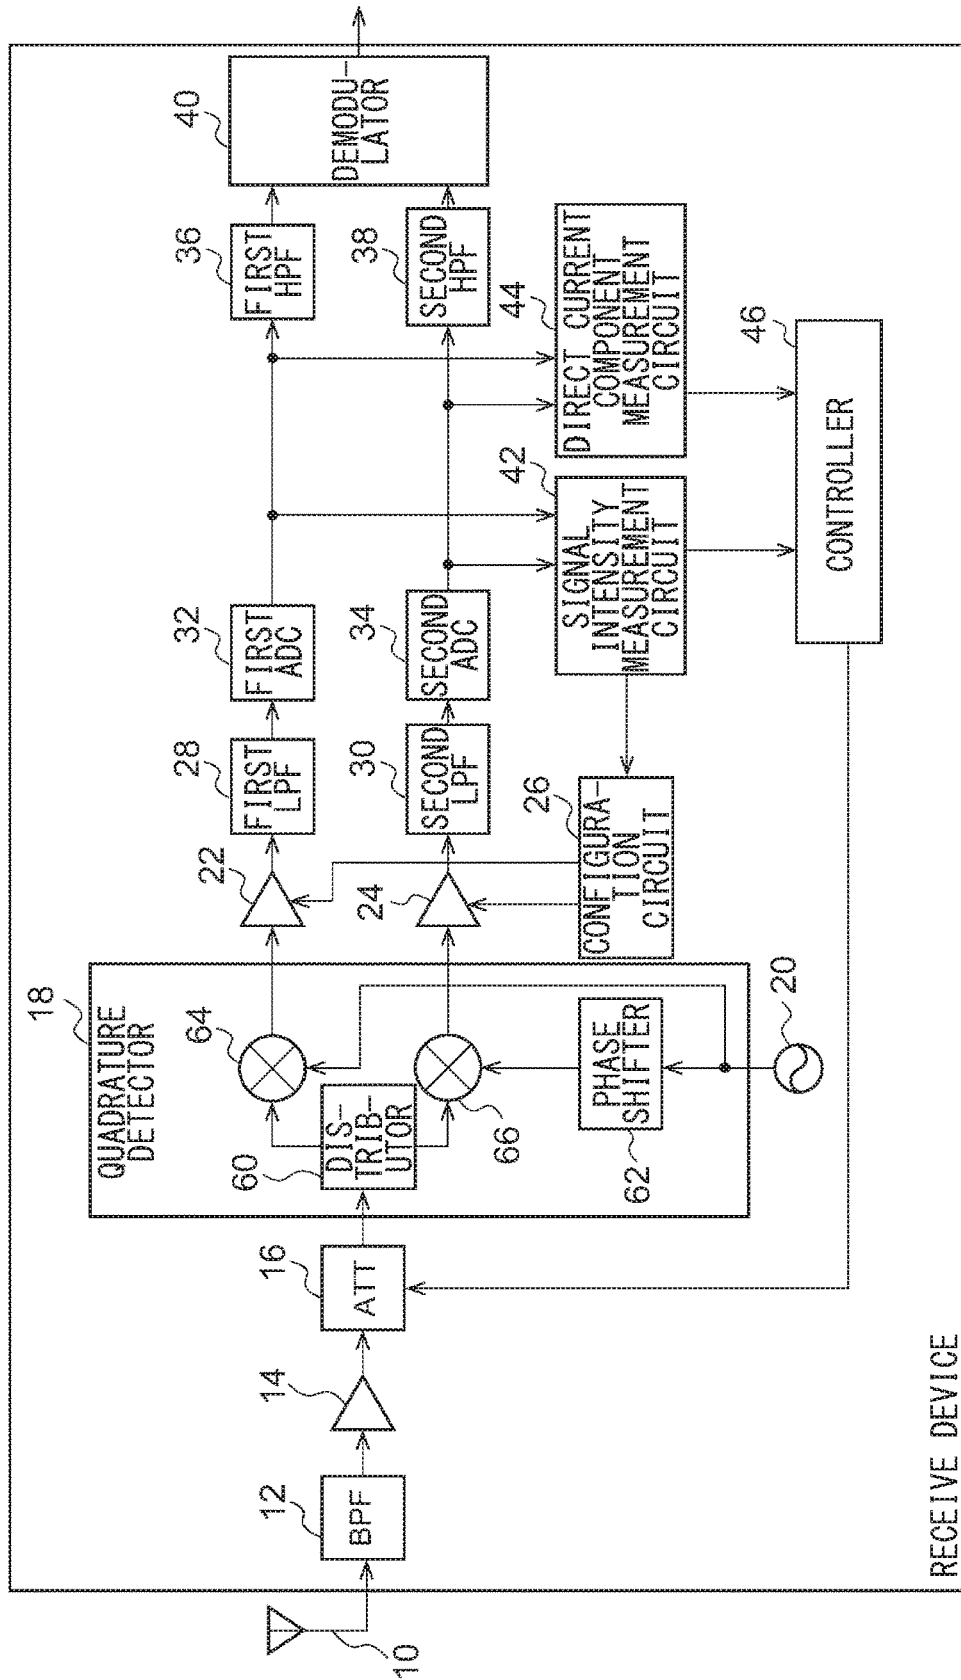 10
12
BPF
14
16
ATT
18
QUADRATURE
DETECTOR
60
DIS-
TRIB-
UTOR
64
66
62
PHASE
SHIFTER
20
22
24
26
CONFIGURA-
TION
CIRCUIT
28
FIRST
LPF
30
SECOND
LPF
32
FIRST
ADC
34
SECOND
ADC
42
SIGNAL
INTENSITY
MEASUREMENT
CIRCUIT
44
DIRECT CURRENT
COMPONENT
MEASUREMENT
CIRCUIT
36
FIRST
HPF
38
SECOND
HPF
40
DEMODU-
LATOR
46
CONTROLLER
RECEIVE DEVICE